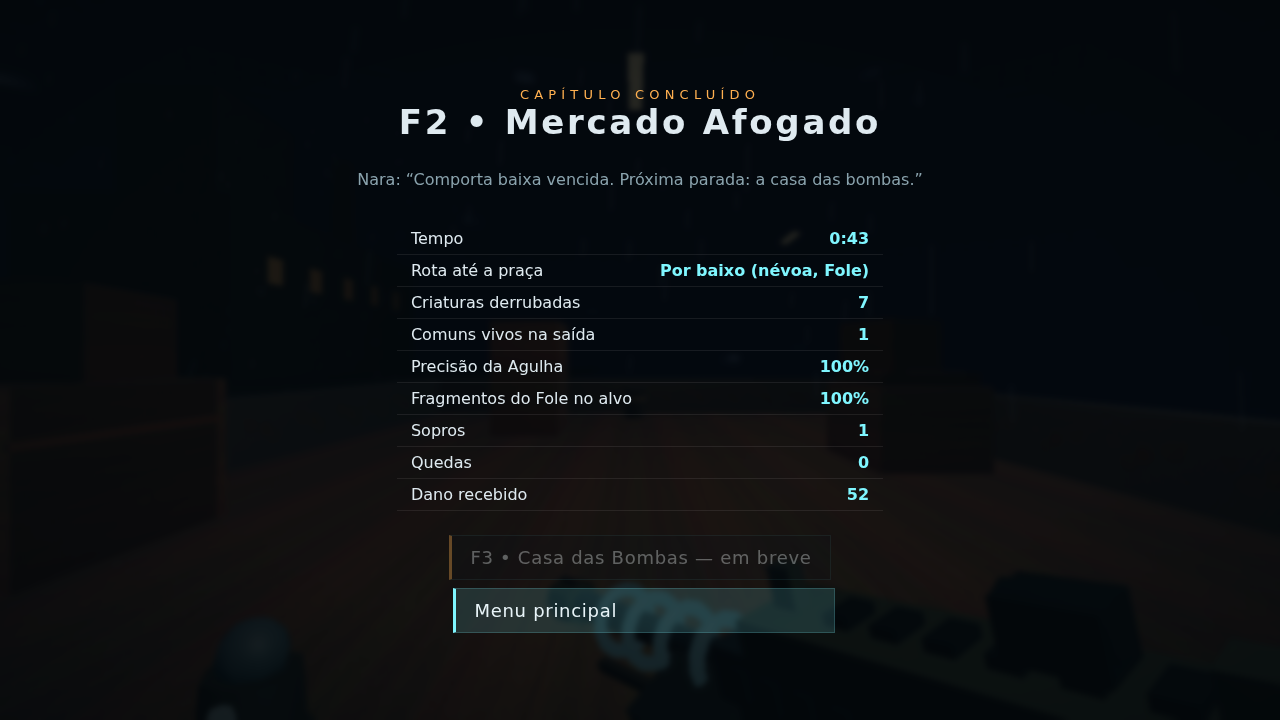 CAPÍTULO CONCLUÍDO
F2 • Mercado Afogado
Nara: “Comporta baixa vencida. Próxima parada: a casa das bombas.”
Tempo 0:43
Rota até a praça Por baixo (névoa, Fole)
Criaturas derrubadas 7
Comuns vivos na saída 1
Precisão da Agulha 100%
Fragmentos do Fole no alvo 100%
Sopros 1
Quedas 0
Dano recebido 52
F3 • Casa das Bombas — em breve
Menu principal